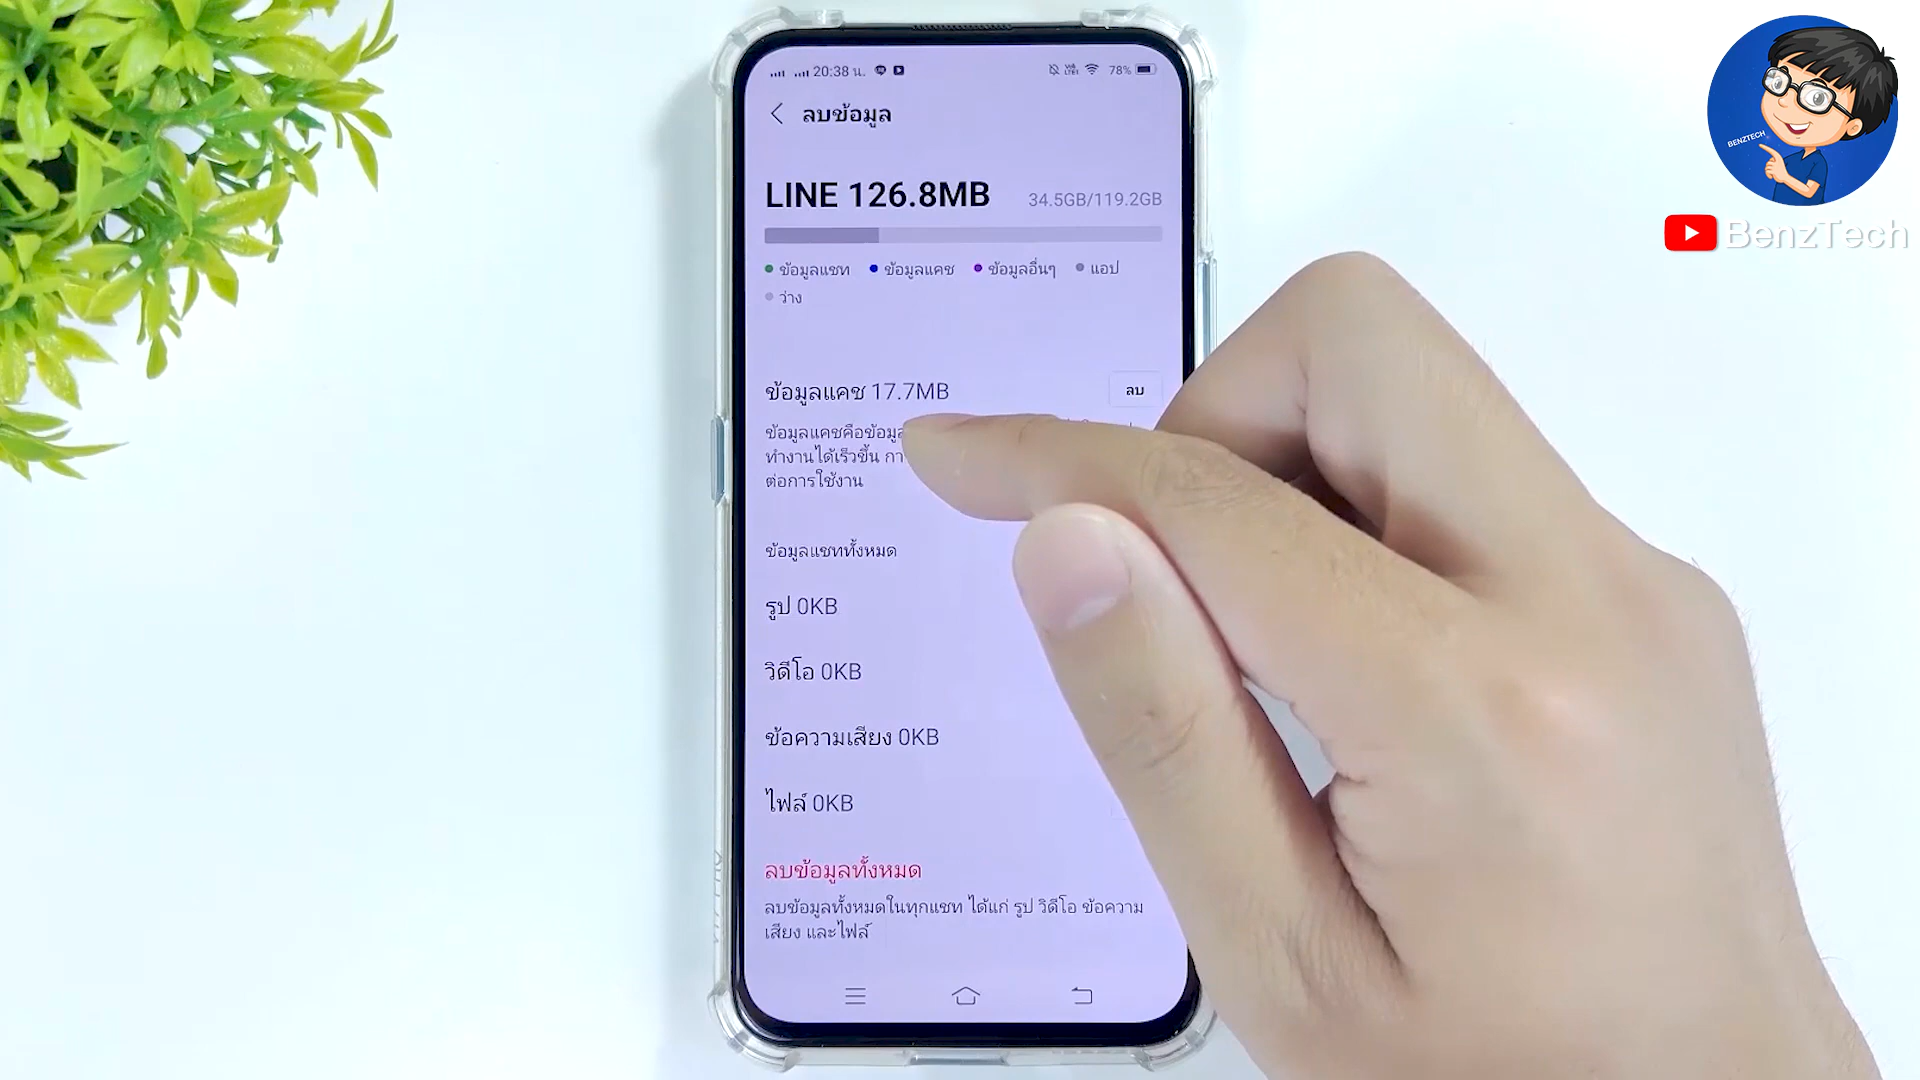 20:38 น.
78%
ลบข้อมูล
LINE 126.8MB
34.5GB/119.2GB
ข้อมูลแชท
ข้อมูลแคช
ข้อมูลอื่นๆ
แอป
ว่าง
ข้อมูลแคช 17.7MB
ลบ
ข้อมูลแคชคือข้อมูล
ทำงานได้เร็วขึ้น
ต่อการใช้งาน
ข้อมูลแชททั้งหมด
รูป 0KB
วิดีโอ 0KB
ข้อความเสียง 0KB
ไฟล์ 0KB
ลบข้อมูลทั้งหมด
ลบข้อมูลทั้งหมดในทุกแชท ได้แก่ รูป วิดีโอ ข้อความ
เสียง และไฟล์
BENZTECH
BenzTech